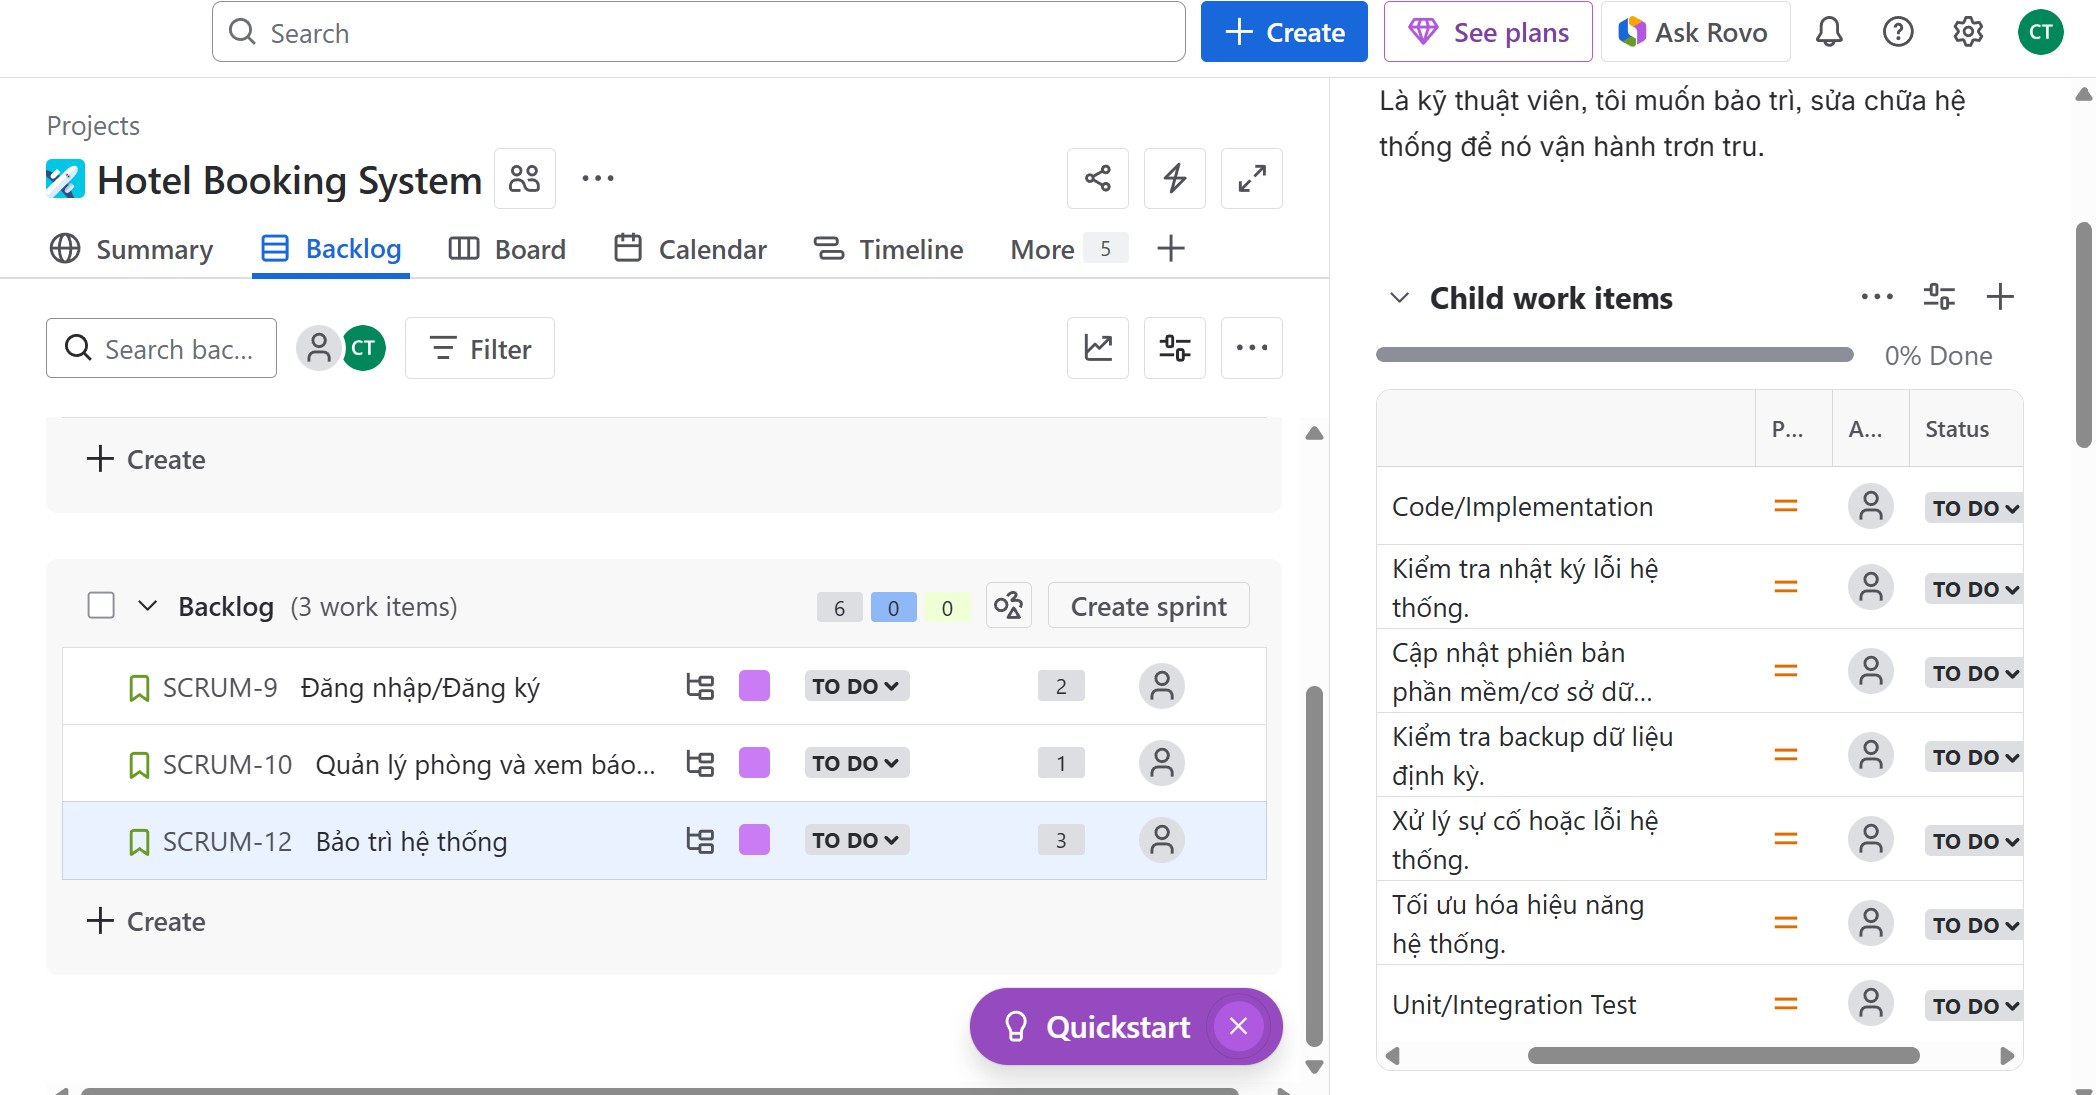 Search
Create
See plans
Ask Rovo
CT
Projects
Hotel Booking System
Summary
Backlog
Board
Calendar
Timeline
More 5
Search bac...
CT
Filter
Create
Backlog (3 work items)
6 0 0
Create sprint
SCRUM-9 Đăng nhập/Đăng ký TO DO 2
SCRUM-10 Quản lý phòng và xem báo... TO DO 1
SCRUM-12 Bảo trì hệ thống TO DO 3
Create
Quickstart
Là kỹ thuật viên, tôi muốn bảo trì, sửa chữa hệ
thống để nó vận hành trơn tru.
Child work items
0% Done
P... A... Status
Code/Implementation TO DO
Kiểm tra nhật ký lỗi hệ
thống. TO DO
Cập nhật phiên bản
phần mềm/cơ sở dữ... TO DO
Kiểm tra backup dữ liệu
định kỳ. TO DO
Xử lý sự cố hoặc lỗi hệ
thống. TO DO
Tối ưu hóa hiệu năng
hệ thống. TO DO
Unit/Integration Test TO DO